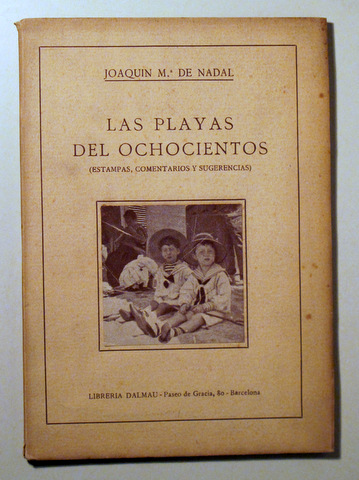 JOAQUIN M.ª DE NADAL
LAS PLAYAS
DEL OCHOCIENTOS
(ESTAMPAS, COMENTARIOS Y SUGERENCIAS)
LIBRERIA DALMAU - Paseo de Gracia, 80 - Barcelona